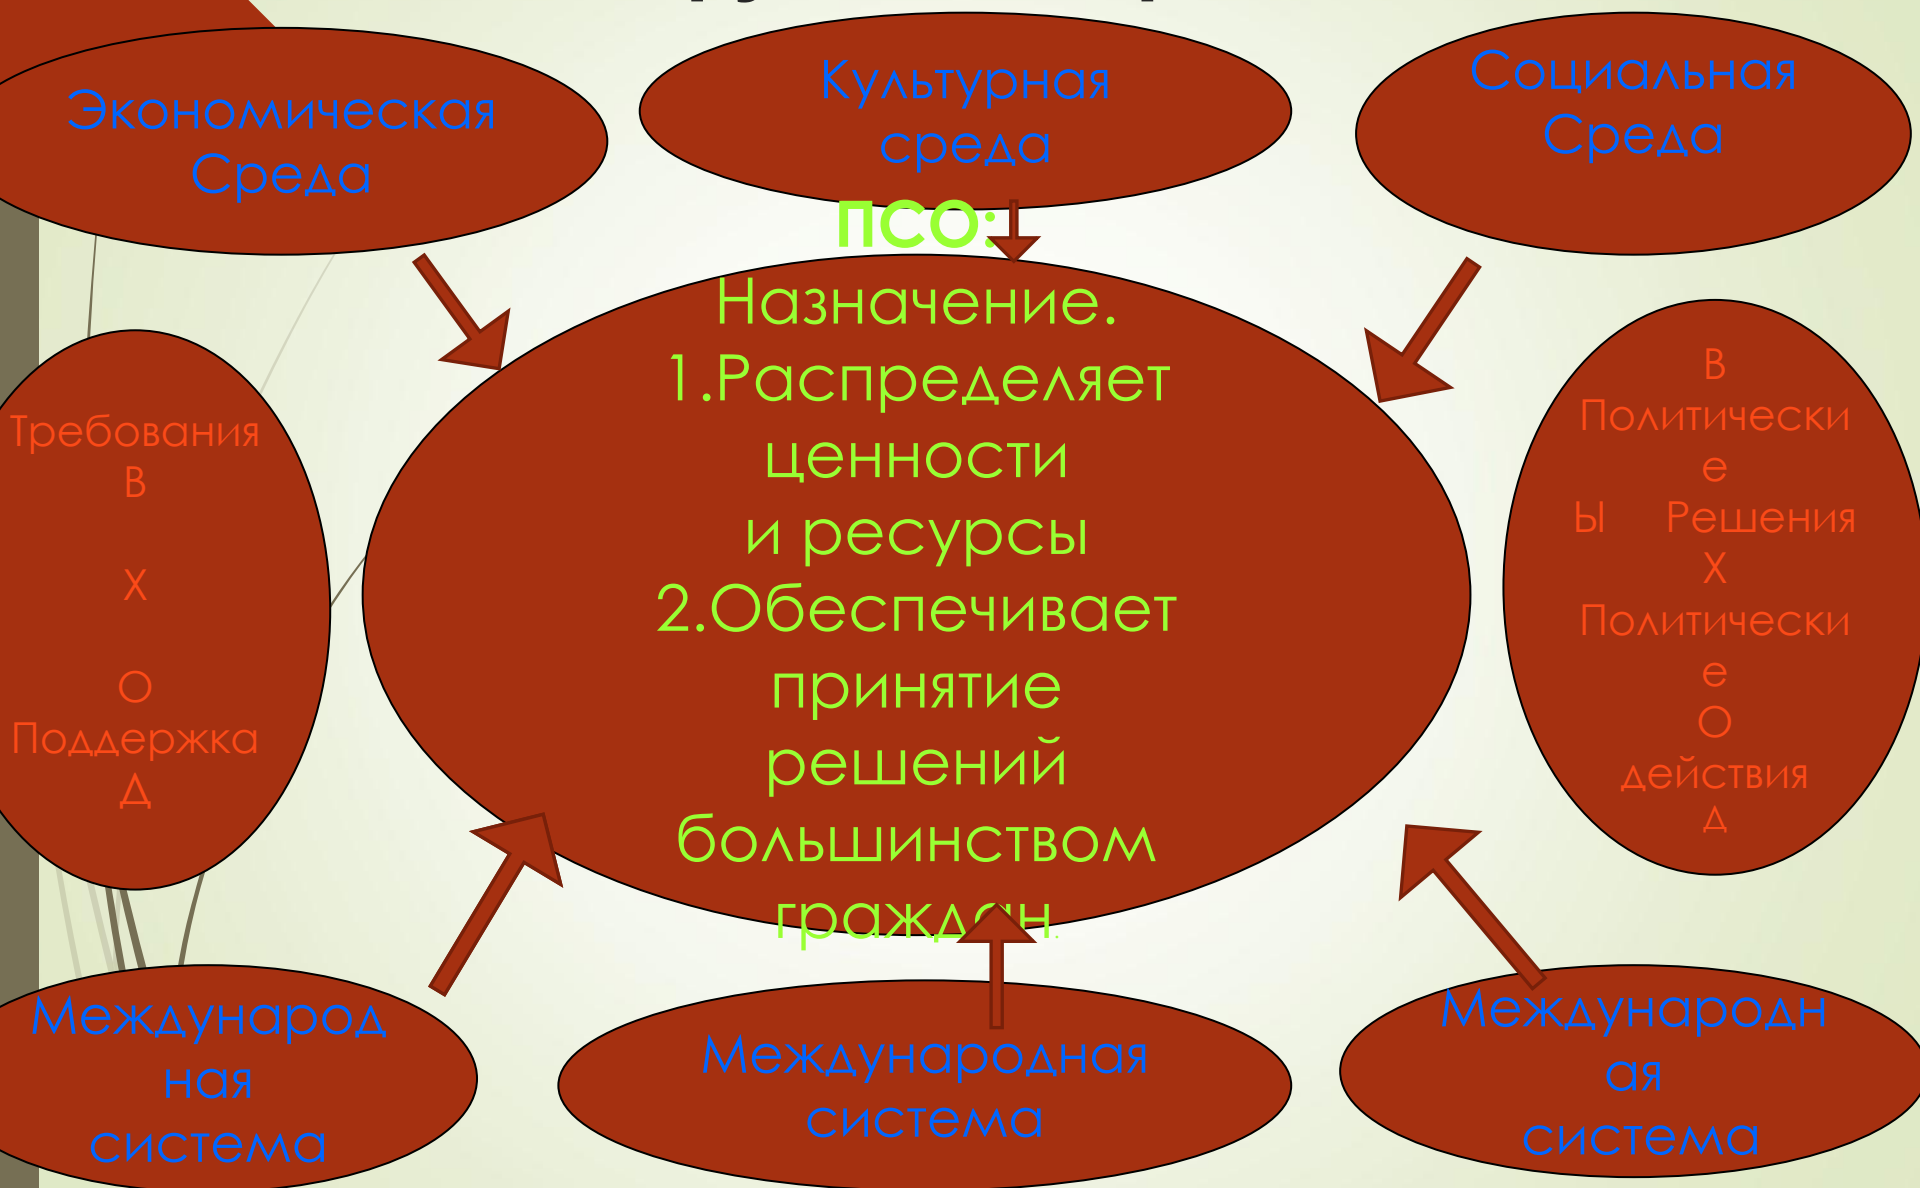 Экономическая
Среда
Культурная
среда
Социальная
Среда
ПСО:
Назначение.
1.Распределяет
ценности
и ресурсы
2.Обеспечивает
принятие
решений
большинством
граждан.
Требования
В
Х
О
Поддержка
Д
В
Политически
е
Ы Решения
Х
Политически
е
О
действия
Д
Международ
ная
система
Международная
система
Международн
ая
система